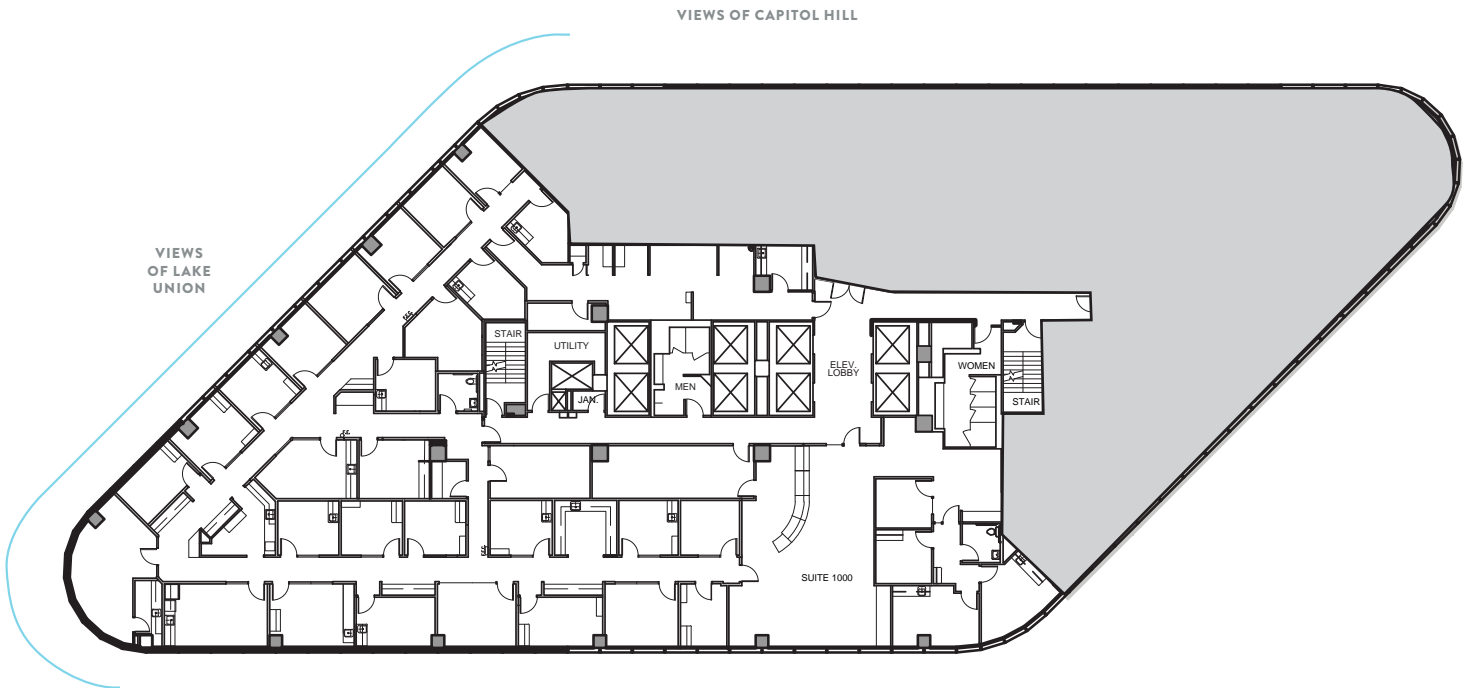 VIEWS OF CAPITOL HILL
VIEWS
OF LAKE
UNION
STAIR
UTILITY
JAN.
MEN
ELEV.
LOBBY
WOMEN
STAIR
SUITE 1000